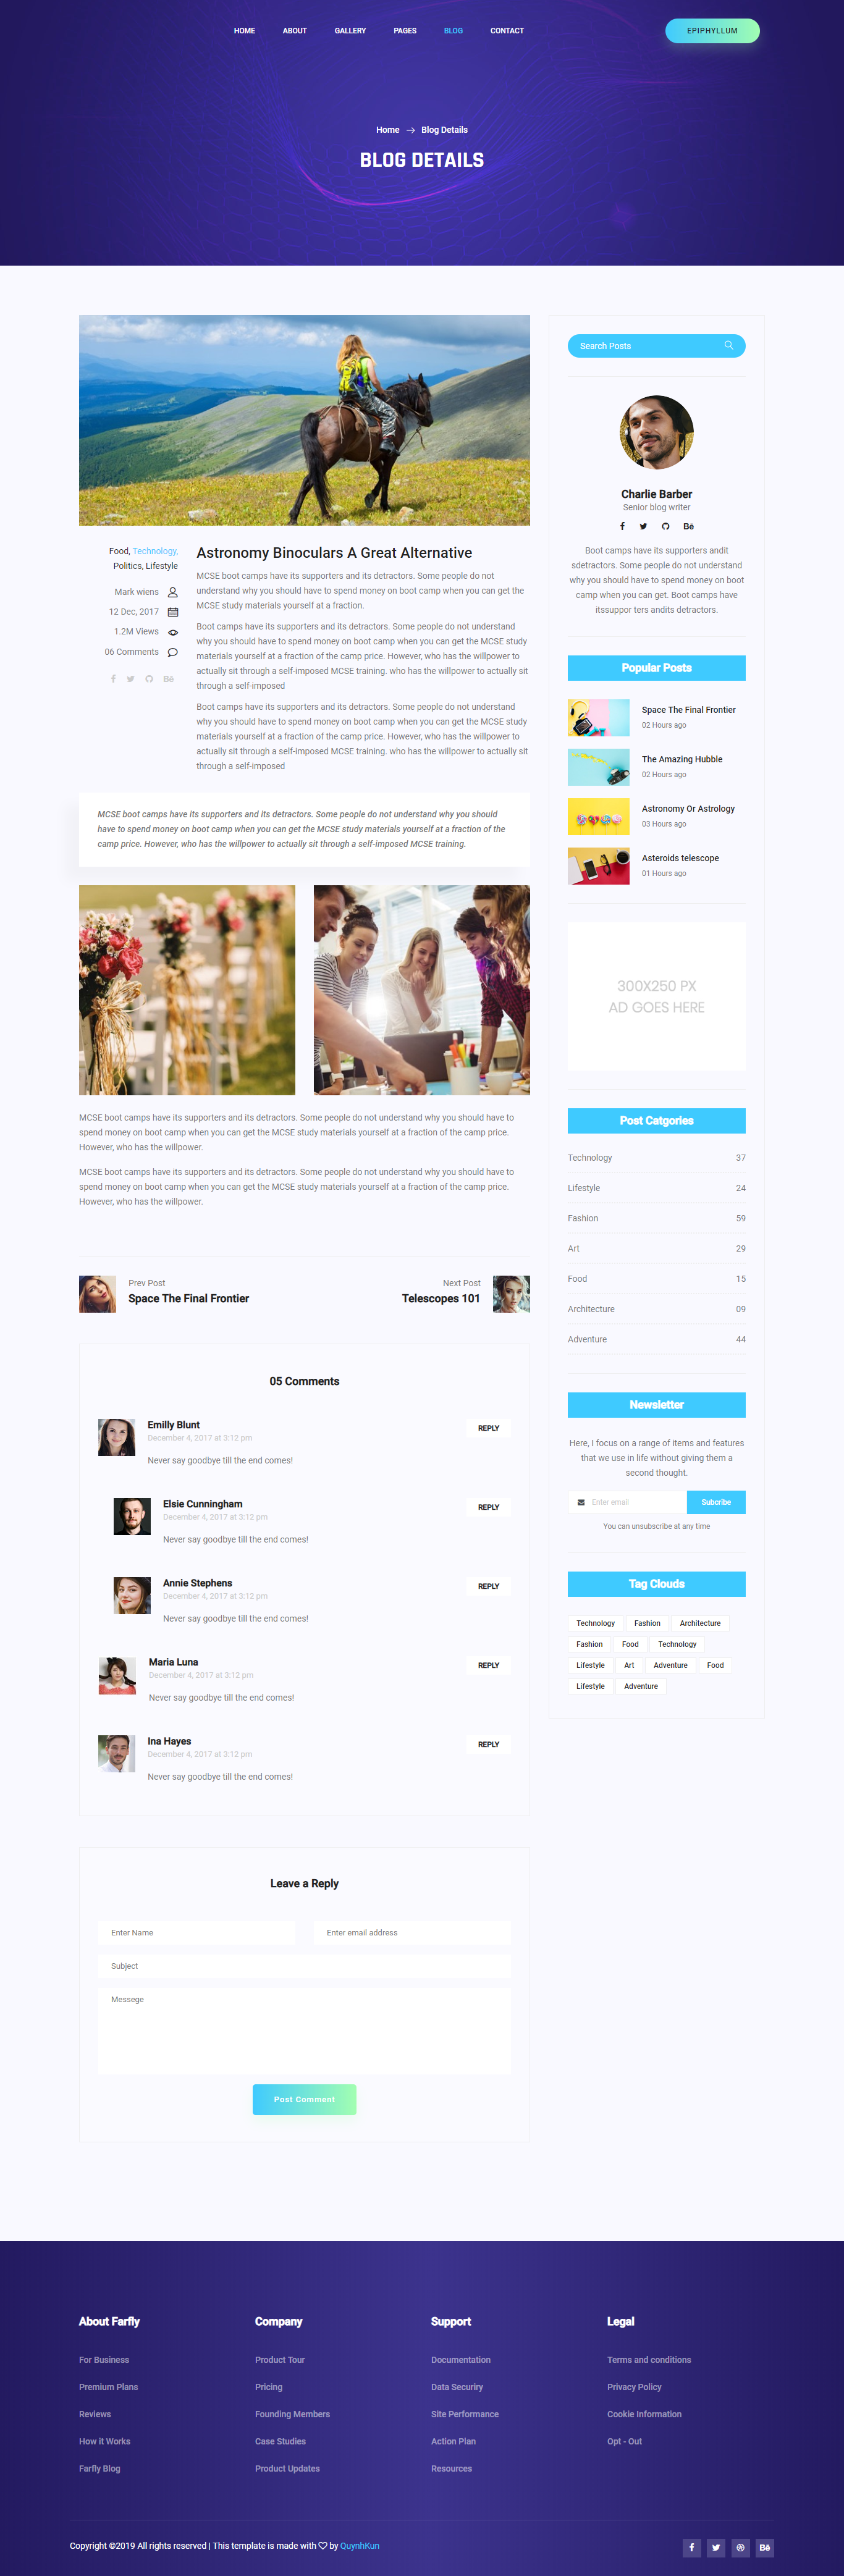 HOME ABOUT GALLERY PAGES BLOG CONTACT EPIPHYLLUM
Home Blog Details
BLOG DETAILS
Food, Technology,
Politics, Lifestyle
Mark wiens
12 Dec, 2017
1.2M Views
06 Comments
Astronomy Binoculars A Great Alternative
MCSE boot camps have its supporters and its detractors. Some people do not
understand why you should have to spend money on boot camp when you can get the
MCSE study materials yourself at a fraction.
Boot camps have its supporters and its detractors. Some people do not understand
why you should have to spend money on boot camp when you can get the MCSE study
materials yourself at a fraction of the camp price. However, who has the willpower to
actually sit through a self-imposed MCSE training. who has the willpower to actually sit
through a self-imposed
Boot camps have its supporters and its detractors. Some people do not understand
why you should have to spend money on boot camp when you can get the MCSE study
materials yourself at a fraction of the camp price. However, who has the willpower to
actually sit through a self-imposed MCSE training. who has the willpower to actually sit
through a self-imposed
MCSE boot camps have its supporters and its detractors. Some people do not understand why you should
have to spend money on boot camp when you can get the MCSE study materials yourself at a fraction of the
camp price. However, who has the willpower to actually sit through a self-imposed MCSE training.
MCSE boot camps have its supporters and its detractors. Some people do not understand why you should have to
spend money on boot camp when you can get the MCSE study materials yourself at a fraction of the camp price.
However, who has the willpower.
MCSE boot camps have its supporters and its detractors. Some people do not understand why you should have to
spend money on boot camp when you can get the MCSE study materials yourself at a fraction of the camp price.
However, who has the willpower.
Prev Post
Space The Final Frontier
Next Post
Telescopes 101
05 Comments
Emilly Blunt
December 4, 2017 at 3:12 pm
Never say goodbye till the end comes!
REPLY
Elsie Cunningham
December 4, 2017 at 3:12 pm
Never say goodbye till the end comes!
REPLY
Annie Stephens
December 4, 2017 at 3:12 pm
Never say goodbye till the end comes!
REPLY
Maria Luna
December 4, 2017 at 3:12 pm
Never say goodbye till the end comes!
REPLY
Ina Hayes
December 4, 2017 at 3:12 pm
Never say goodbye till the end comes!
REPLY
Leave a Reply
Enter Name
Enter email address
Subject
Messege
Post Comment
Search Posts
Charlie Barber
Senior blog writer
Boot camps have its supporters andit
sdetractors. Some people do not understand
why you should have to spend money on boot
camp when you can get. Boot camps have
itssuppor ters andits detractors.
Popular Posts
Space The Final Frontier
02 Hours ago
The Amazing Hubble
02 Hours ago
Astronomy Or Astrology
03 Hours ago
Asteroids telescope
01 Hours ago
300X250 PX
AD GOES HERE
Post Catgories
Technology 37
Lifestyle 24
Fashion 59
Art 29
Food 15
Architecture 09
Adventure 44
Newsletter
Here, I focus on a range of items and features
that we use in life without giving them a
second thought.
Enter email Subcribe
You can unsubscribe at any time
Tag Clouds
Technology Fashion Architecture
Fashion Food Technology
Lifestyle Art Adventure Food
Lifestyle Adventure
About Farfly
For Business
Premium Plans
Reviews
How it Works
Farfly Blog
Company
Product Tour
Pricing
Founding Members
Case Studies
Product Updates
Support
Documentation
Data Securiry
Site Performance
Action Plan
Resources
Legal
Terms and conditions
Privacy Policy
Cookie Information
Opt - Out
Copyright ©2019 All rights reserved | This template is made with ♡ by QuynhKun